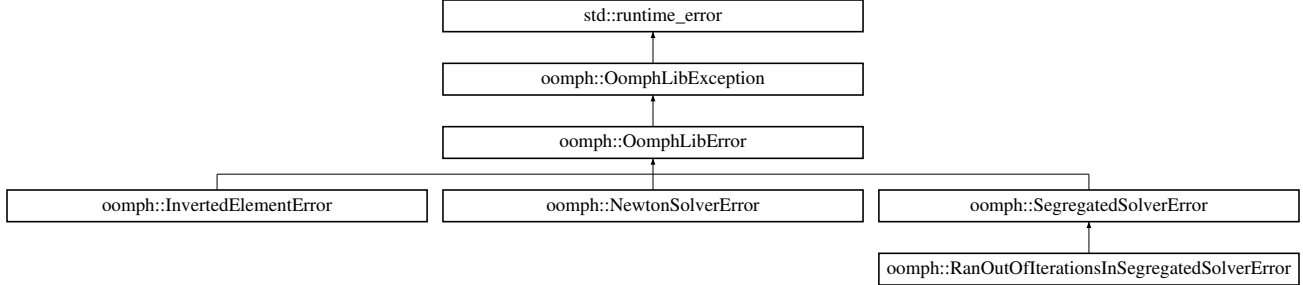 std::runtime_error
oomph::OomphLibException
oomph::OomphLibError
oomph::InvertedElementError
oomph::NewtonSolverError
oomph::SegregatedSolverError
oomph::RanOutOfIterationsInSegregatedSolverError